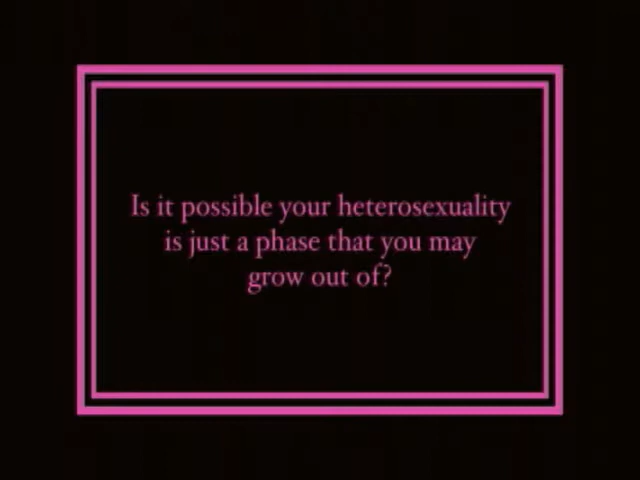 Is it possible your heterosexuality
is just a phase that you may
grow out of?